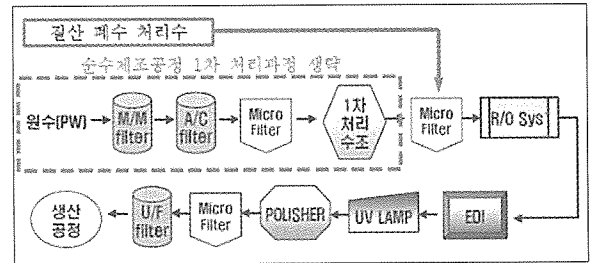 질산 폐수 처리수
순수제조공정 1차 처리과정 생략
원수(PW)
M/M filter
A/C filter
Micro Filter
1차 처리 수조
Micro Filter
R/O Sys
생산 공정
U/F filter
Micro Filter
POLISHER
UV LAMP
EDI